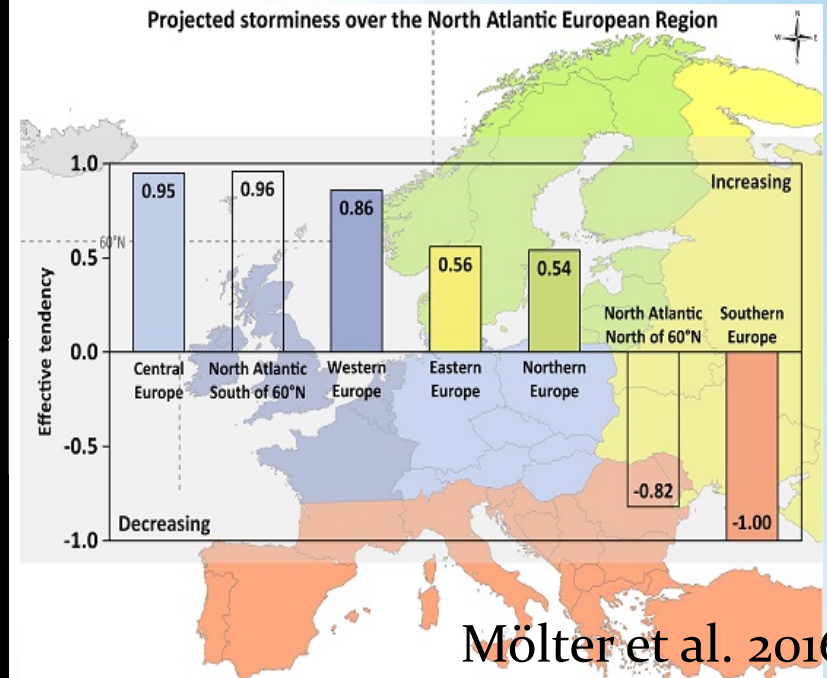 Projected storminess over the North Atlantic European Region
N
W E
S
1.0
0.95
0.96
0.86
Increasing
60°N
0.5
0.56
0.54
North Atlantic
North of 60°N
Southern
Europe
Effective tendency
0.0
Central
Europe
North Atlantic
South of 60°N
Western
Europe
Eastern
Europe
Northern
Europe
-0.5
-0.82
-1.00
Decreasing
-1.0
Mölter et al. 2016